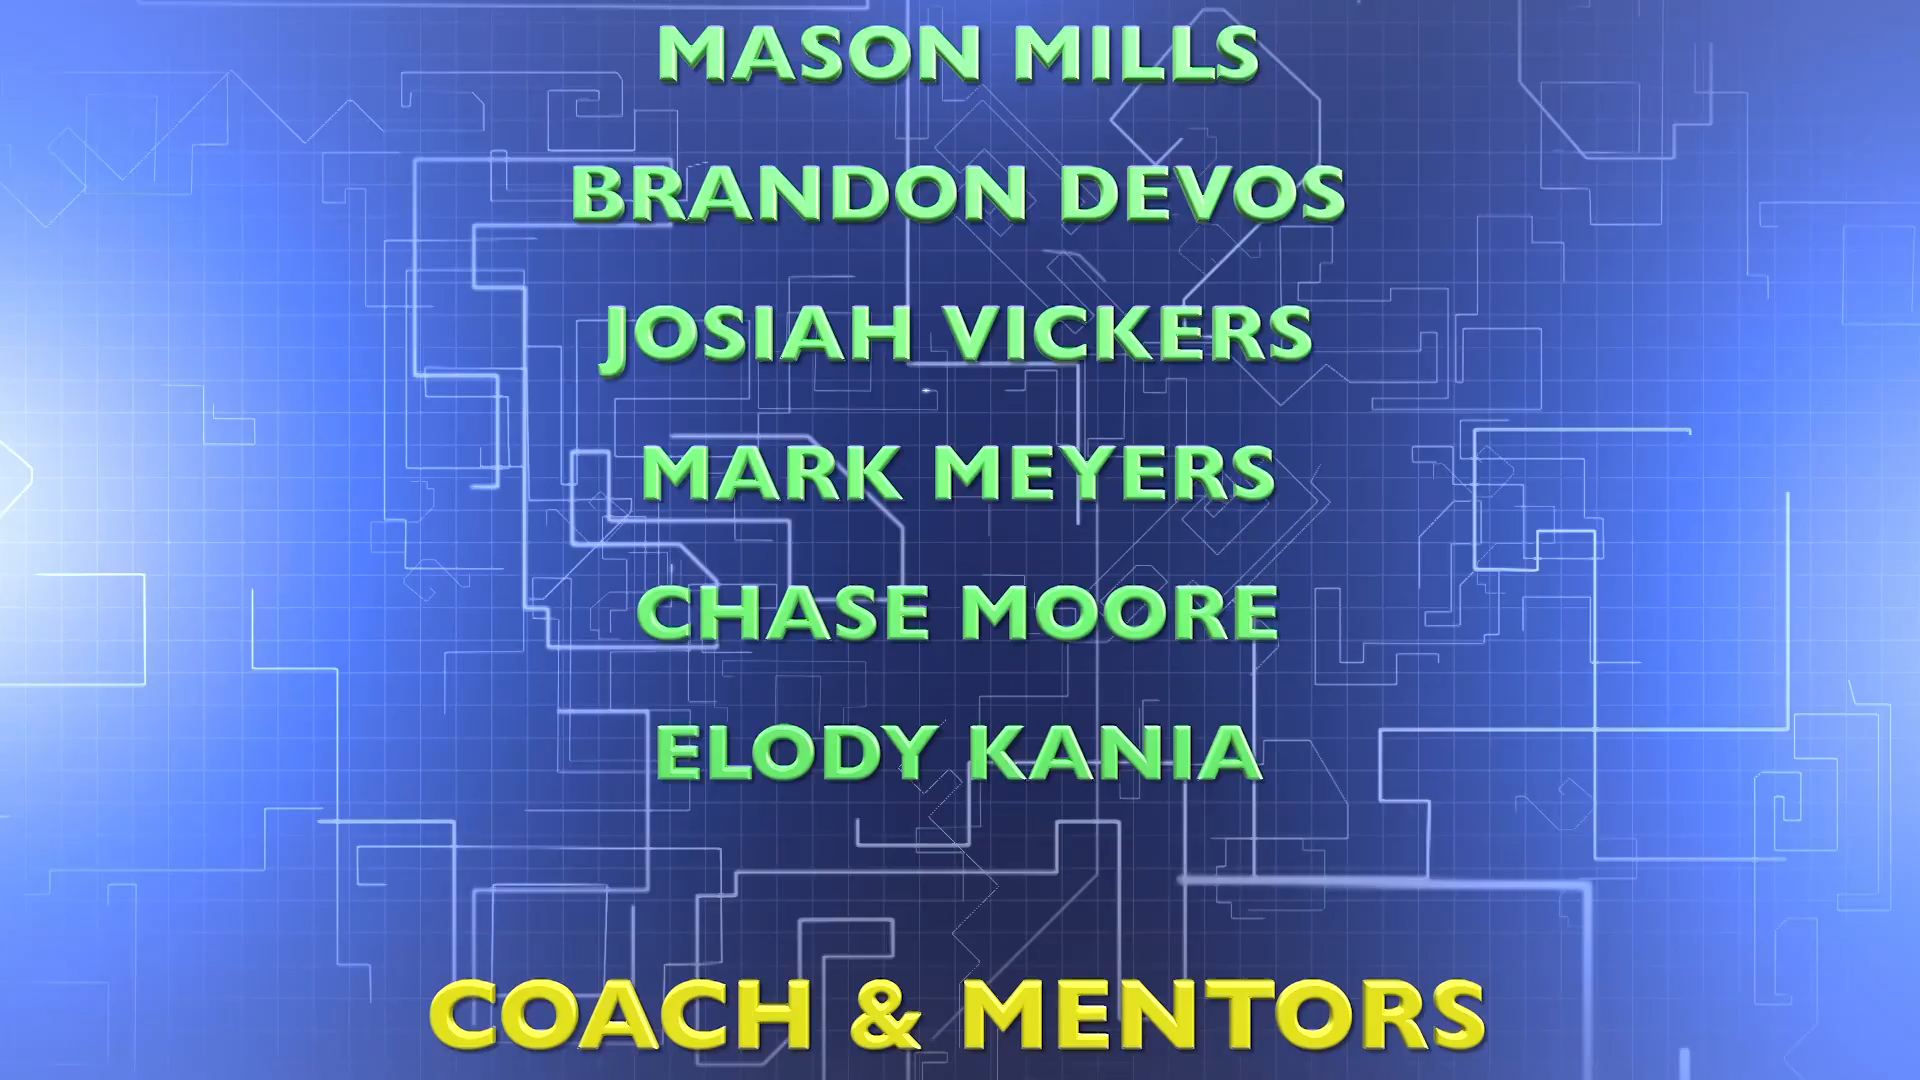 MASON MILLS
BRANDON DEVOS
JOSIAH VICKERS
MARK MEYERS
CHASE MOORE
ELODY KANIA
COACH & MENTORS